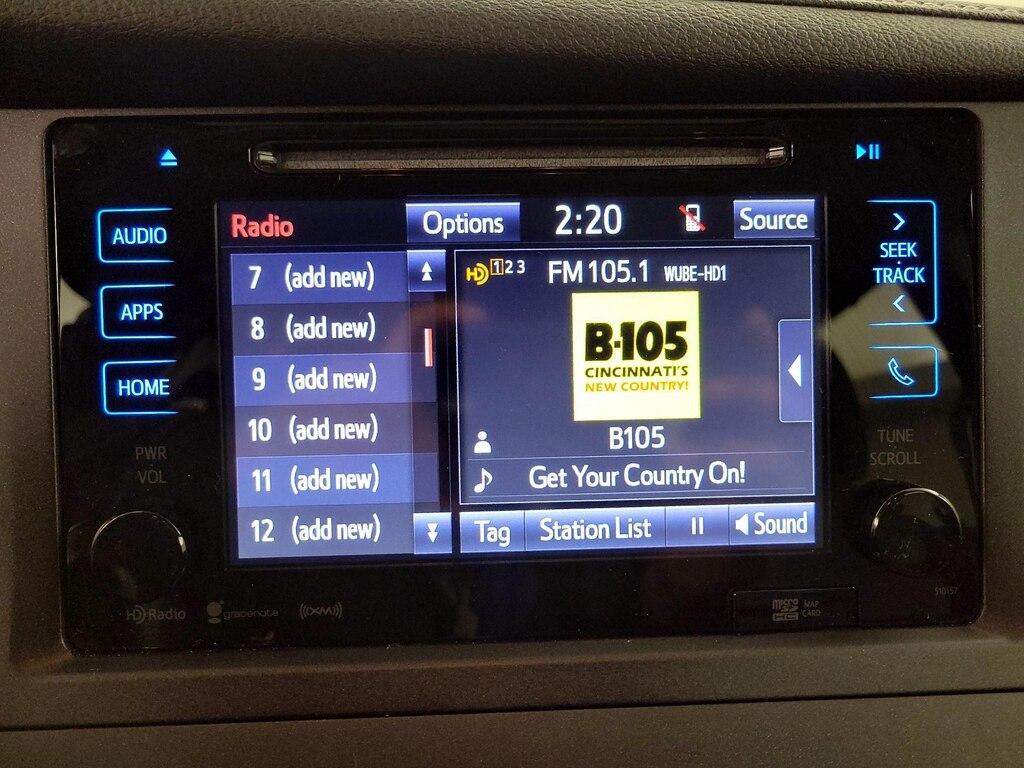 AUDIO
APPS
HOME
PWR
VOL
Radio
Options
2:20
Source
7 (add new)
8 (add new)
9 (add new)
10 (add new)
11 (add new)
12 (add new)
HD 1 2 3
FM 105.1 WUBE-HD1
B-105
CINCINNATI'S
NEW COUNTRY!
B105
Get Your Country On!
Tag
Station List
Sound
SEEK
TRACK
TUNE
SCROLL
HD Radio
gracenote
((XM))
micro
SD
HC
MAP
CARD
510157